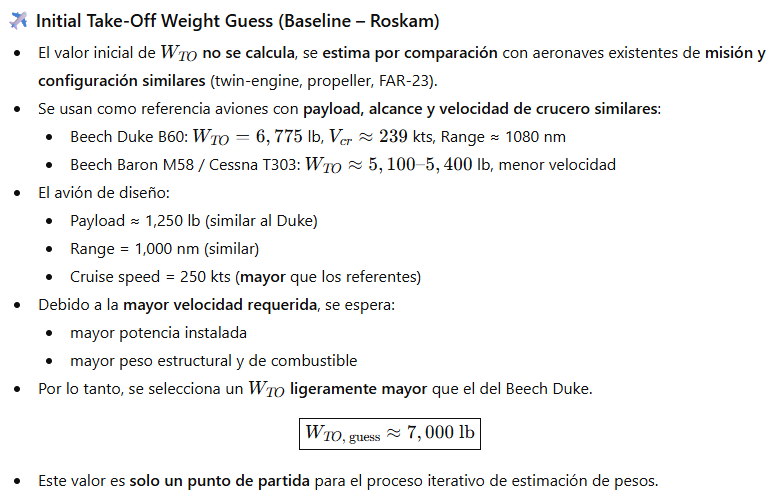 Initial Take-Off Weight Guess (Baseline – Roskam)
• El valor inicial de W_TO no se calcula, se estima por comparación con aeronaves existentes de misión y
configuración similares (twin-engine, propeller, FAR-23).
• Se usan como referencia aviones con payload, alcance y velocidad de crucero similares:
• Beech Duke B60: W_TO = 6,775 lb, V_cr ≈ 239 kts, Range ≈ 1080 nm
• Beech Baron M58 / Cessna T303: W_TO ≈ 5,100–5,400 lb, menor velocidad
• El avión de diseño:
• Payload ≈ 1,250 lb (similar al Duke)
• Range = 1,000 nm (similar)
• Cruise speed = 250 kts (mayor que los referentes)
• Debido a la mayor velocidad requerida, se espera:
• mayor potencia instalada
• mayor peso estructural y de combustible
• Por lo tanto, se selecciona un W_TO ligeramente mayor que el del Beech Duke.
W_TO, guess ≈ 7,000 lb
• Este valor es solo un punto de partida para el proceso iterativo de estimación de pesos.